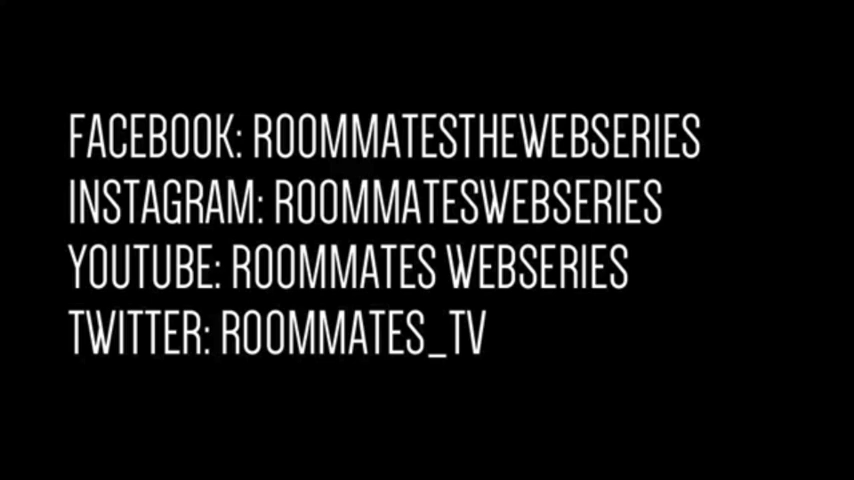 FACEBOOK: ROOMMATESTHEWEBSERIES
INSTAGRAM: ROOMMATESWEBSERIES
YOUTUBE: ROOMMATES WEBSERIES
TWITTER: ROOMMATES_TV